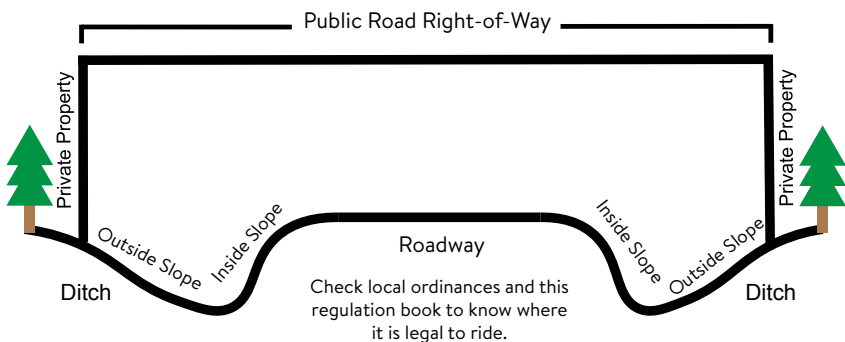 Public Road Right-of-Way
Private Property
Private Property
Outside Slope
Inside Slope
Roadway
Inside Slope
Outside Slope
Ditch
Ditch
Check local ordinances and this
regulation book to know where
it is legal to ride.